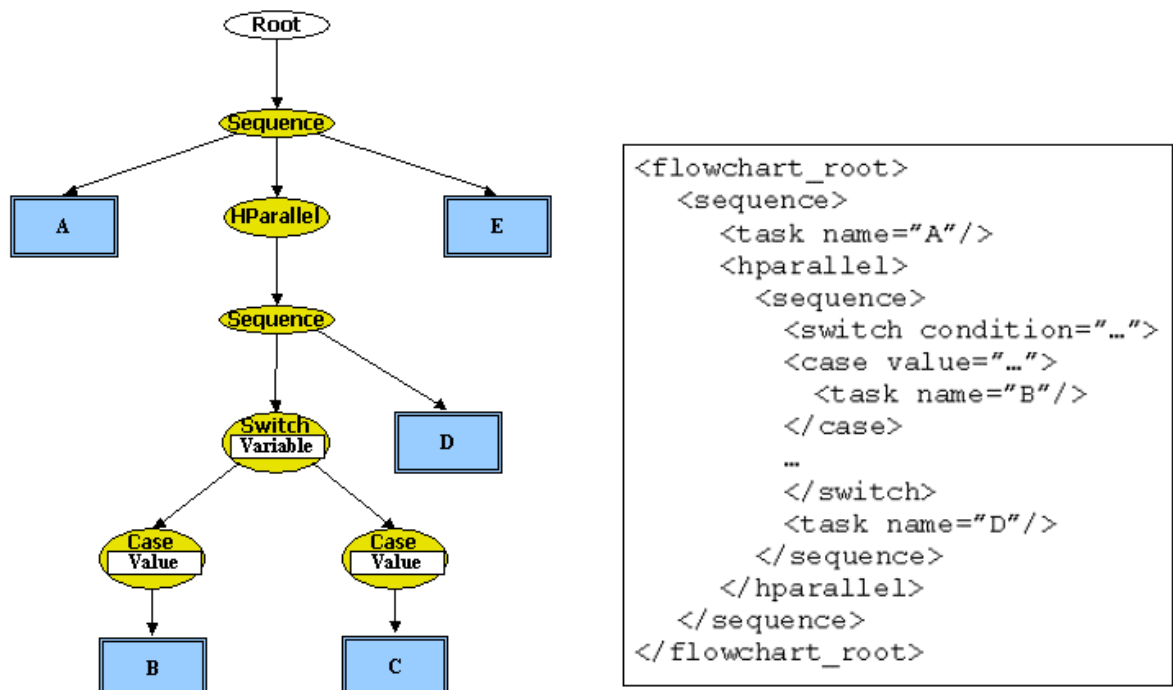 Root
Sequence
A
HParallel
E
Sequence
Switch
Variable
D
Case
Value
Case
Value
B
C
<flowchart_root>
<sequence>
<task name="A"/>
<hparallel>
<sequence>
<switch condition="…">
<case value="…">
<task name="B"/>
</case>
…
</switch>
<task name="D"/>
</sequence>
</hparallel>
</sequence>
</flowchart_root>